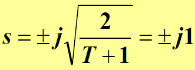 s = ± j√(2/(T + 1)) = ± j1